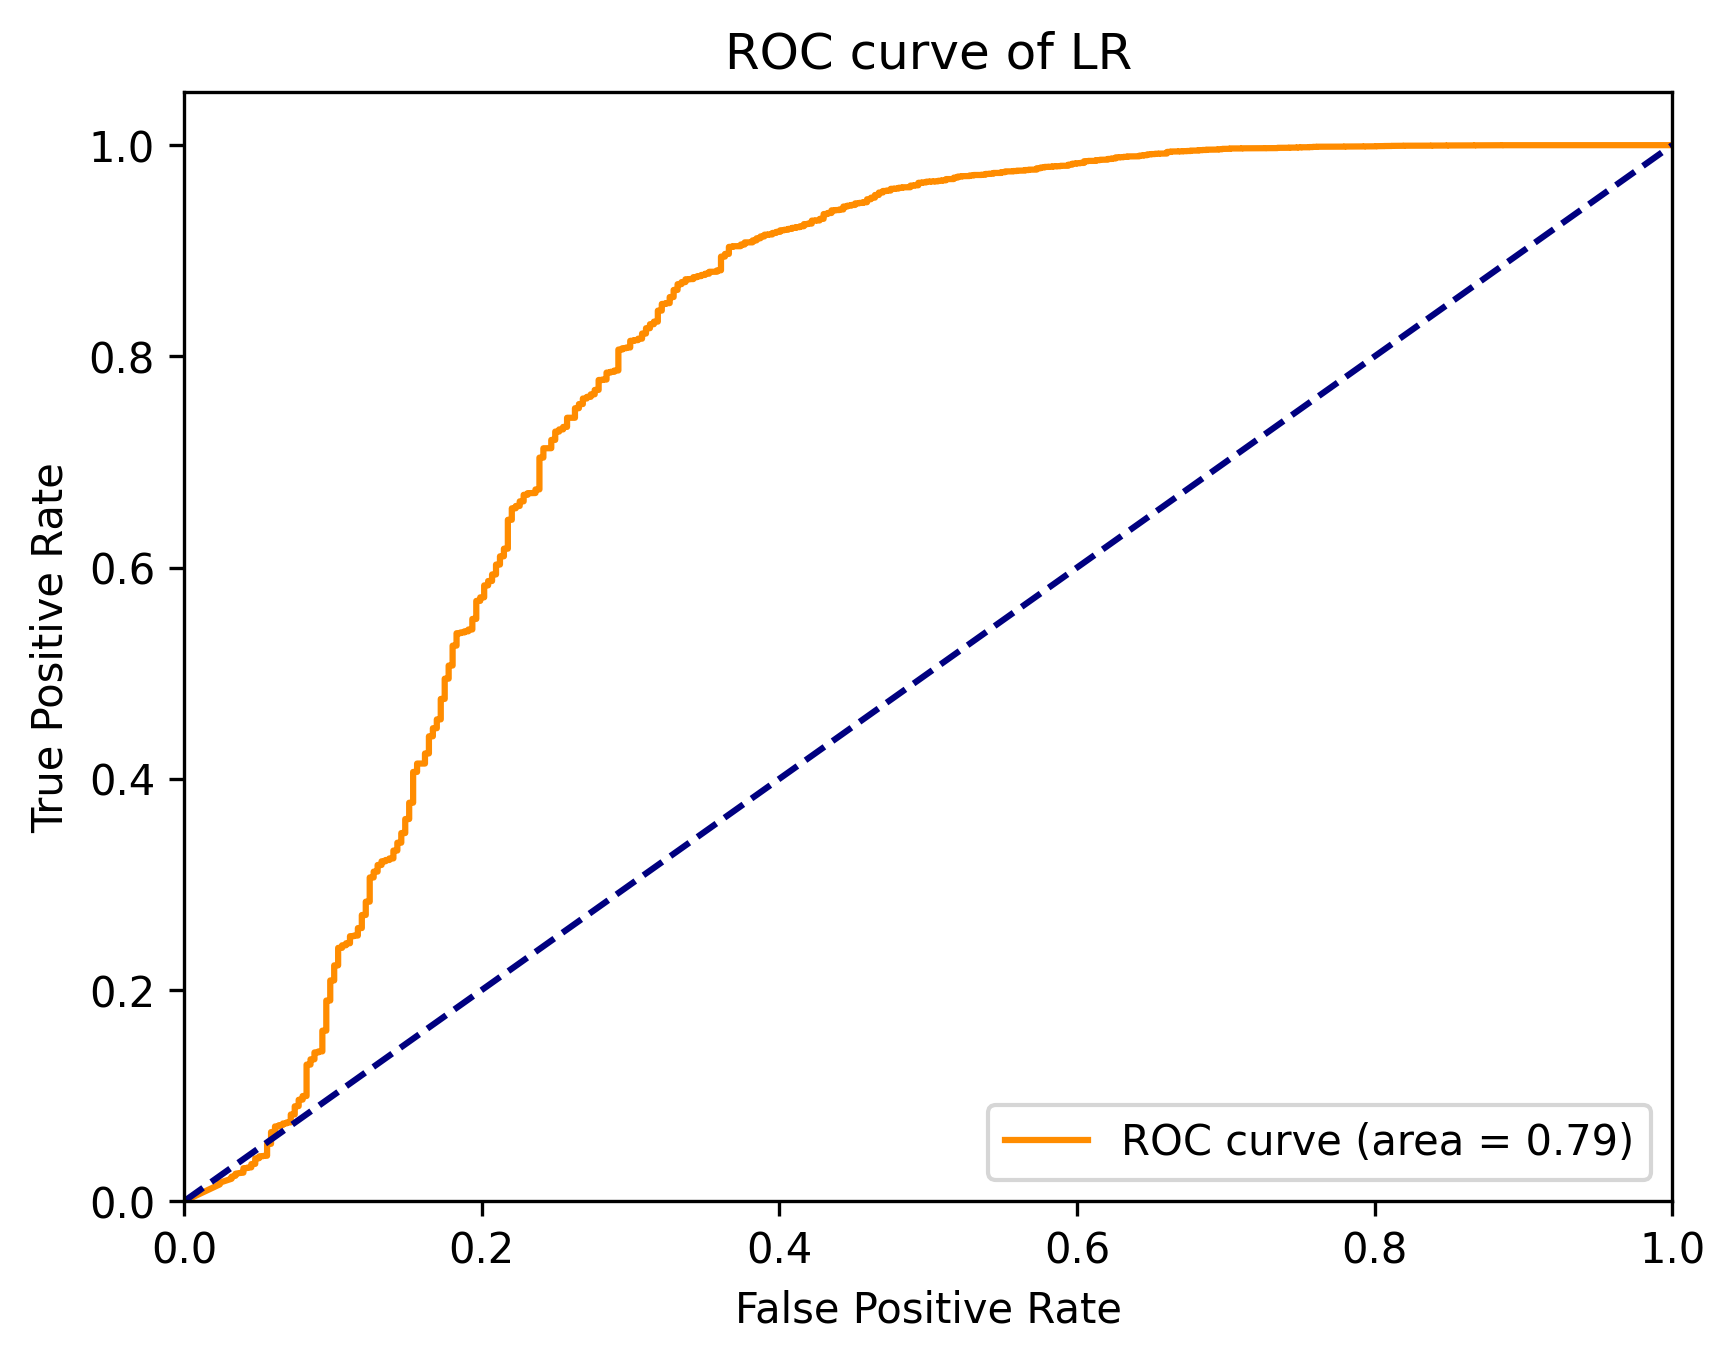 ROC curve of LR
1.0
0.8
0.6
0.4
0.2
0.0
True Positive Rate
ROC curve (area = 0.79)
0.0 0.2 0.4 0.6 0.8 1.0
False Positive Rate